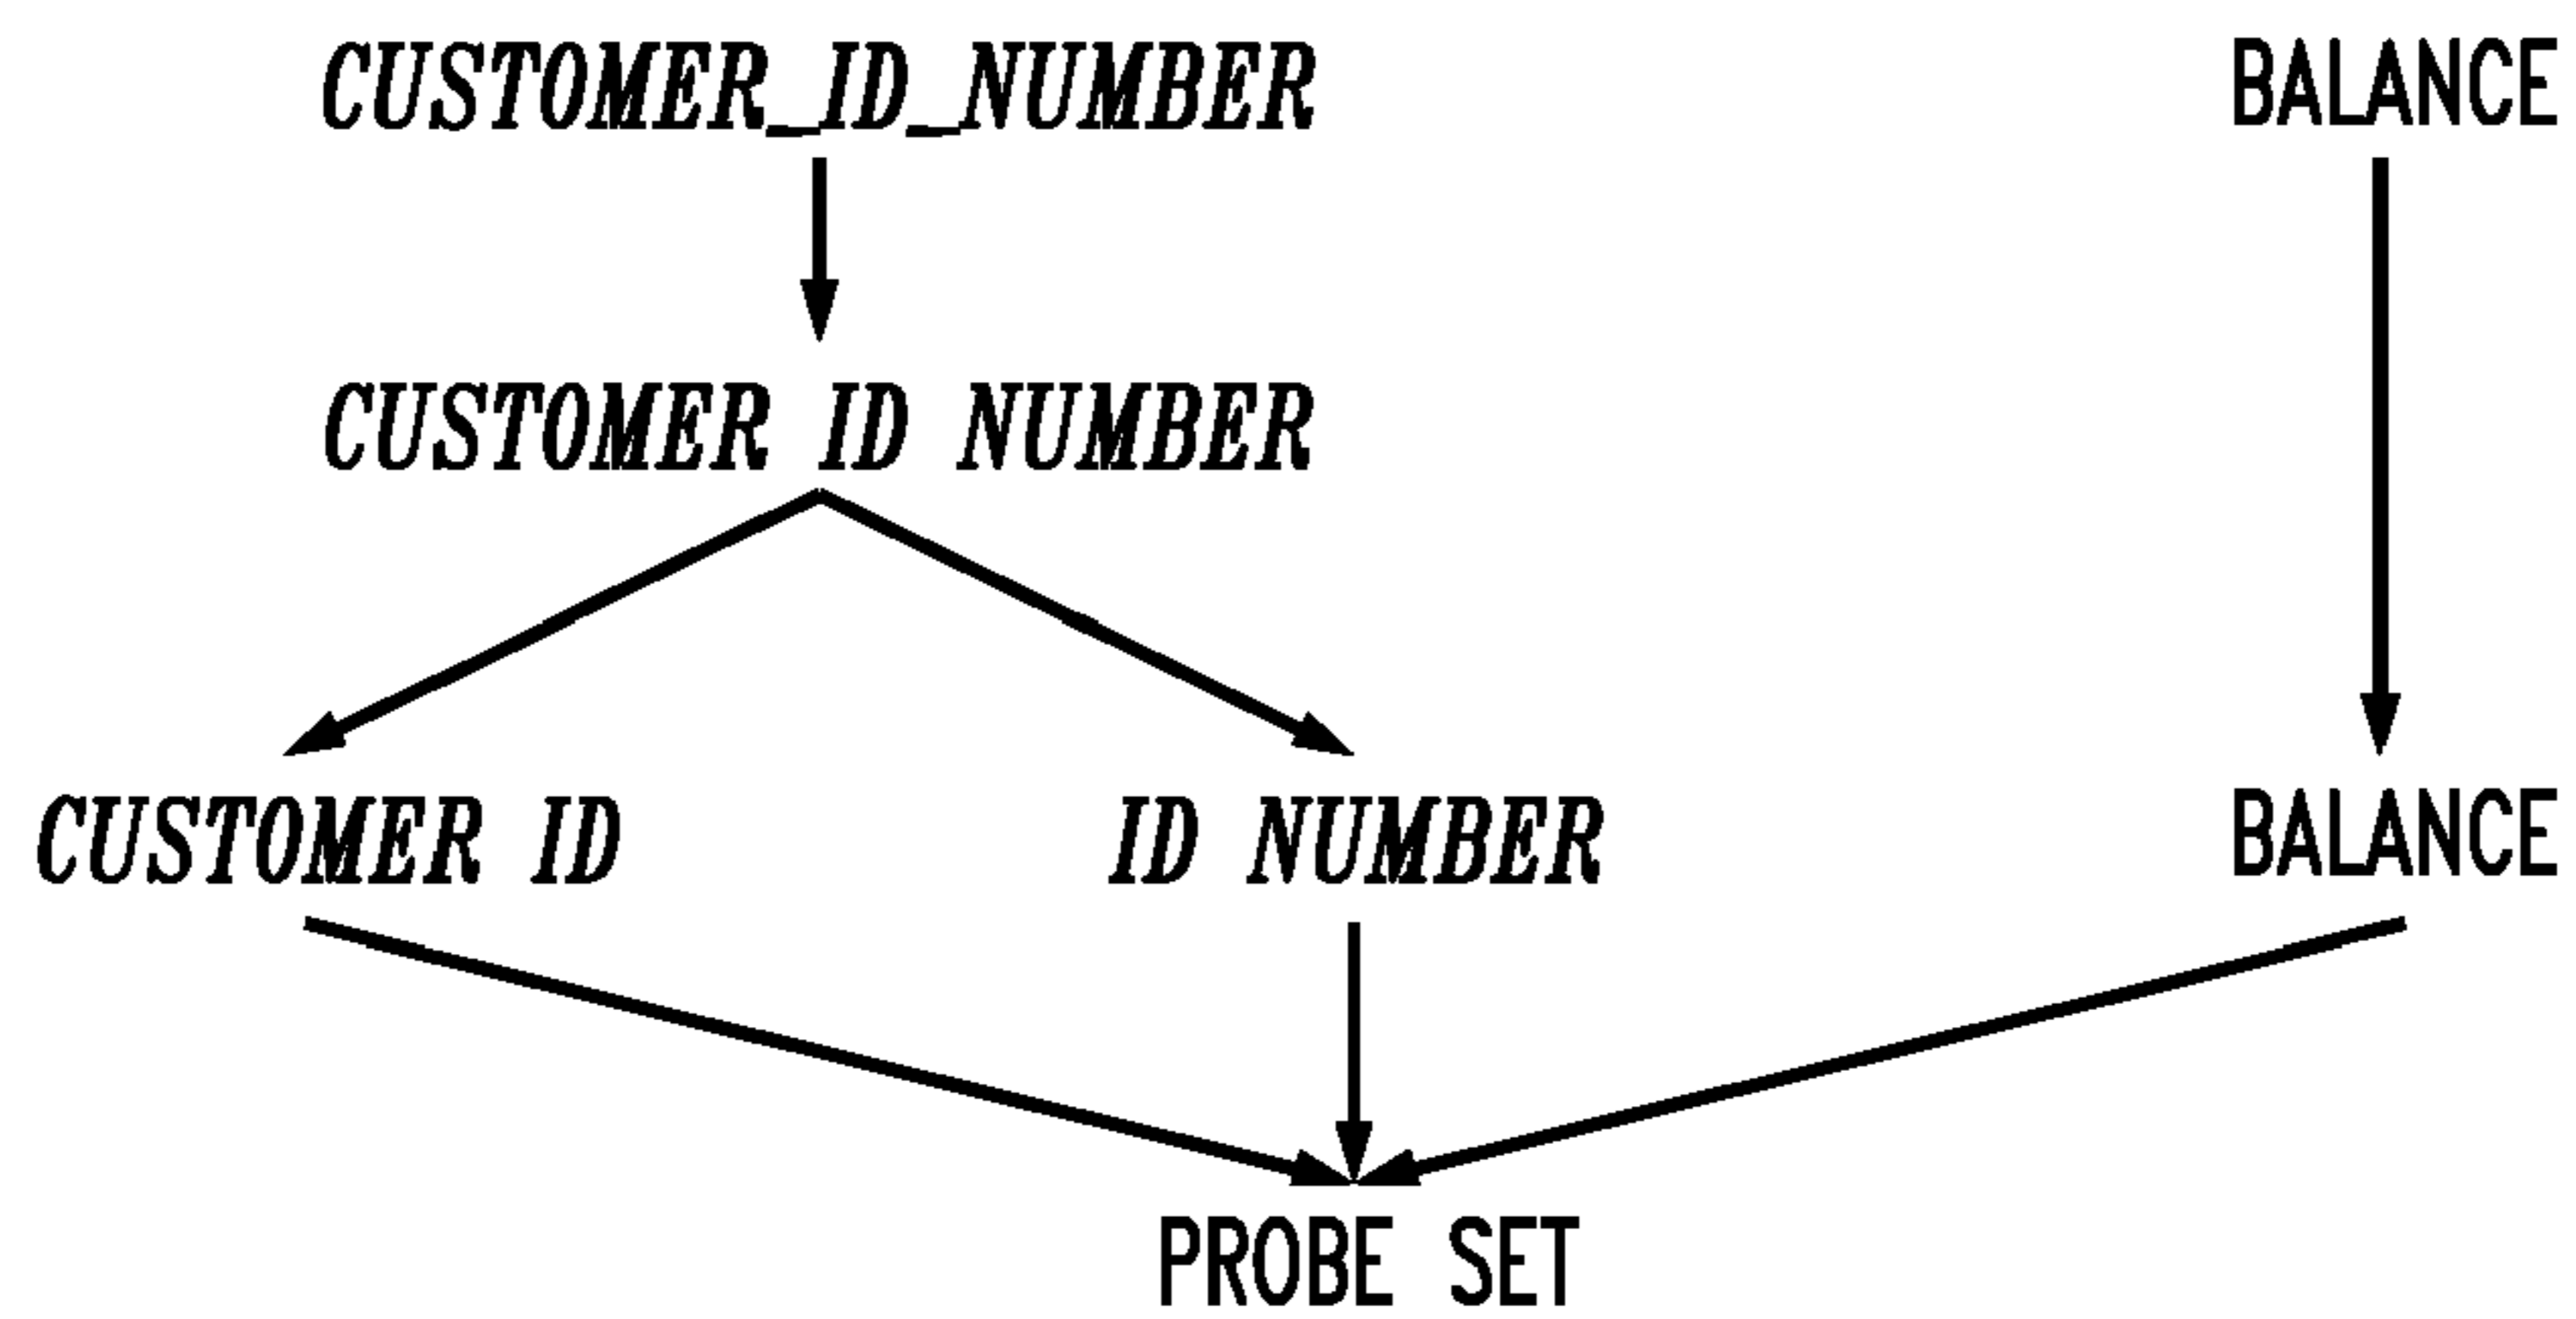 CUSTOMER_ID_NUMBER BALANCE
CUSTOMER ID NUMBER
CUSTOMER ID ID NUMBER BALANCE
PROBE SET